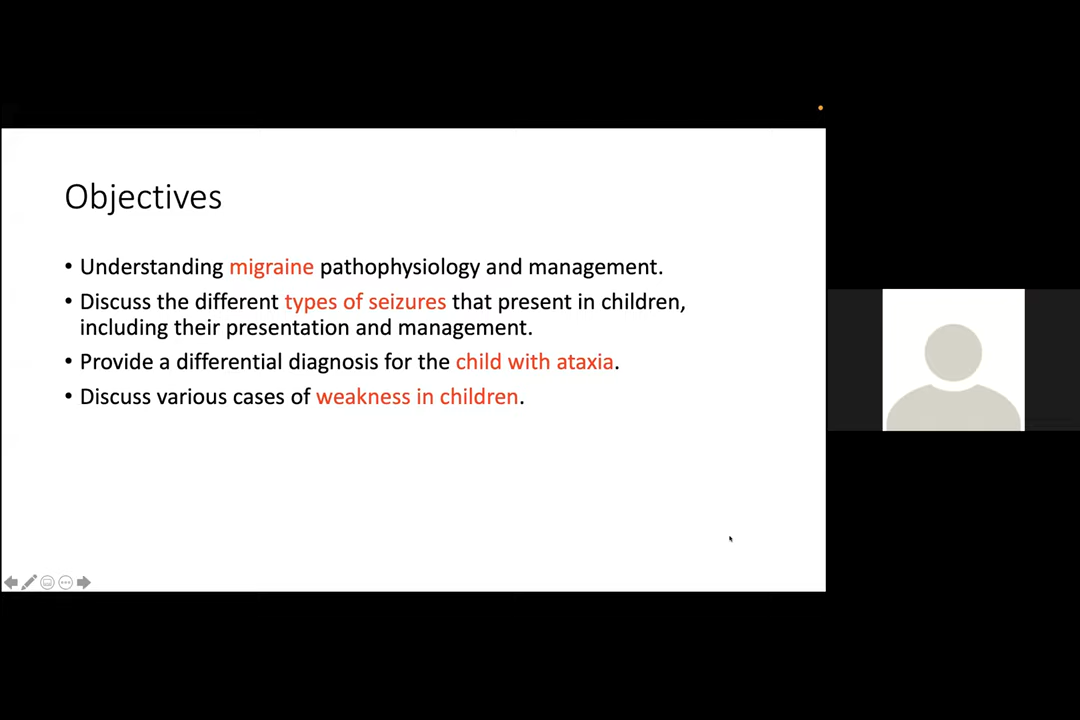 Objectives
• Understanding migraine pathophysiology and management.
• Discuss the different types of seizures that present in children,
including their presentation and management.
• Provide a differential diagnosis for the child with ataxia.
• Discuss various cases of weakness in children.